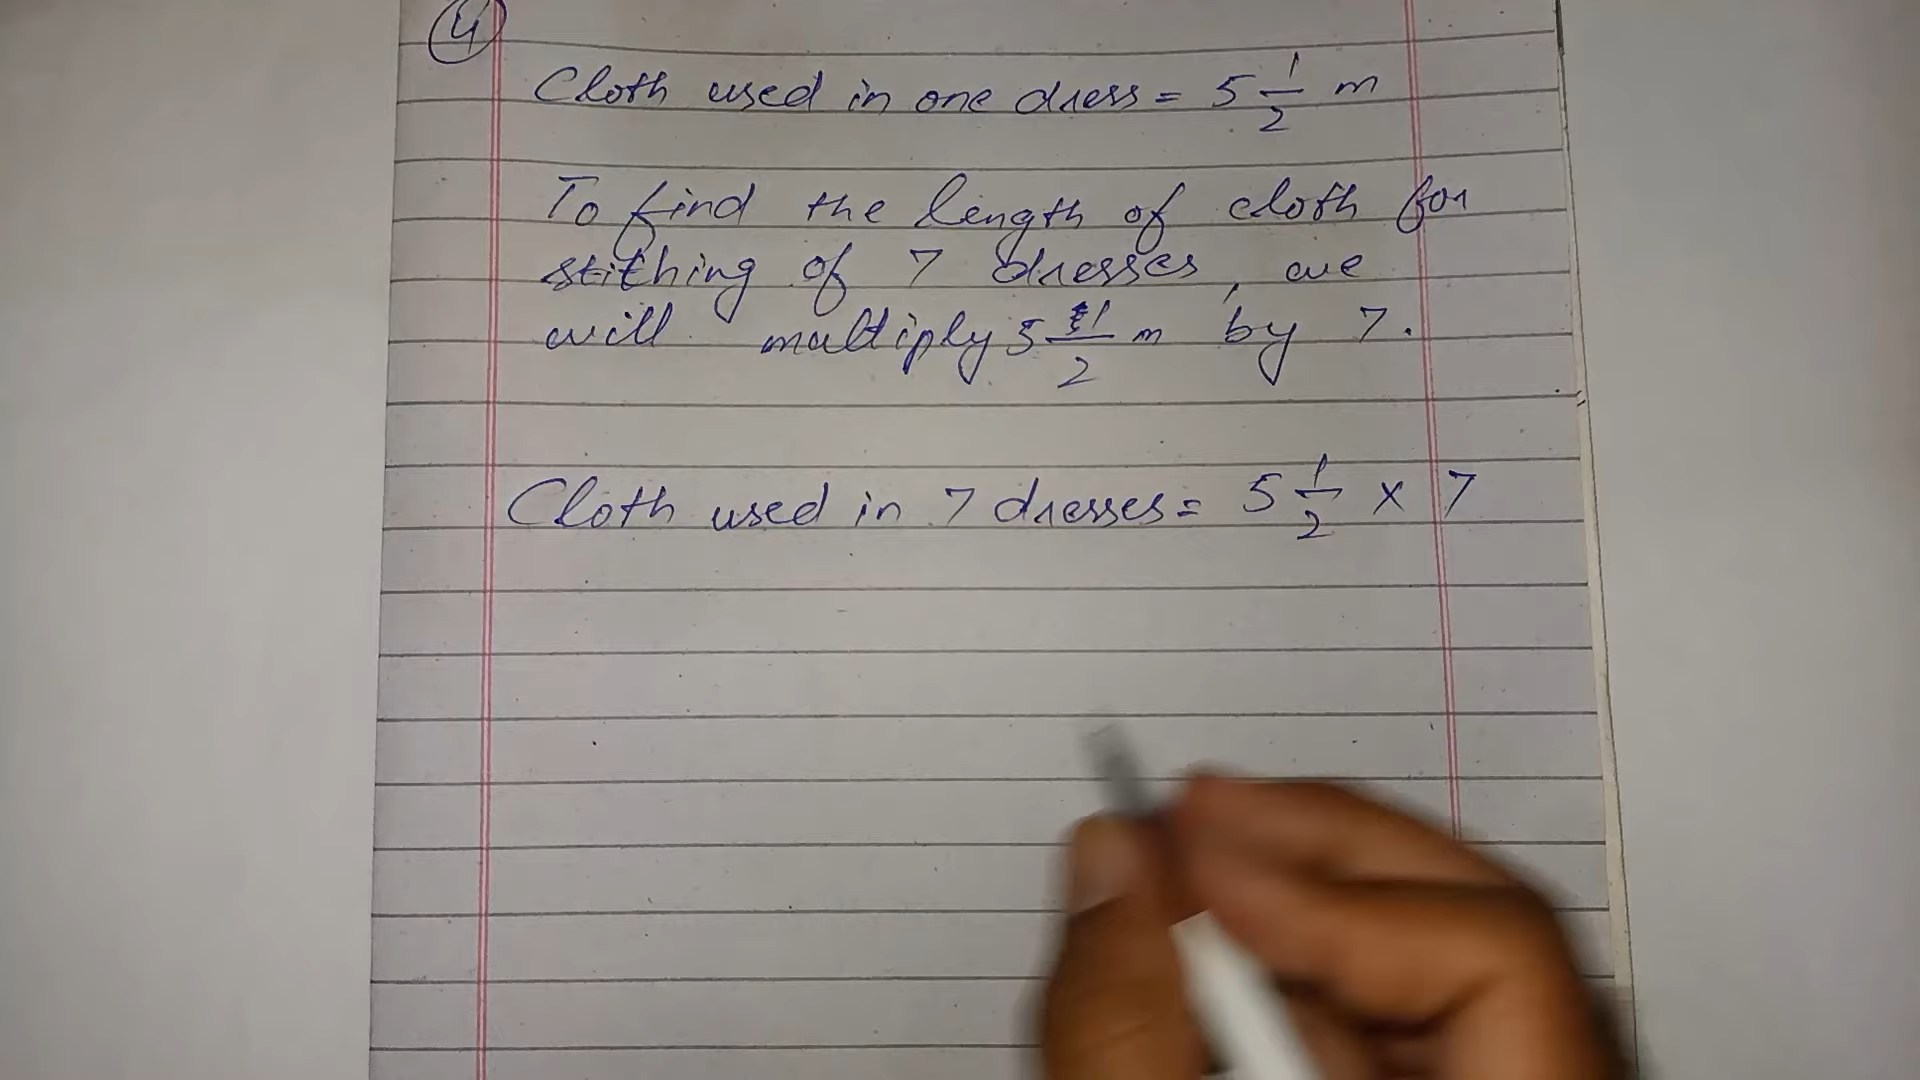 4
Cloth used in one dress = 5 1/2 m
To find the length of cloth for
stithing of 7 dresses, we
will multiply 5 1/2 m by 7.
Cloth used in 7 dresses = 5 1/2 × 7